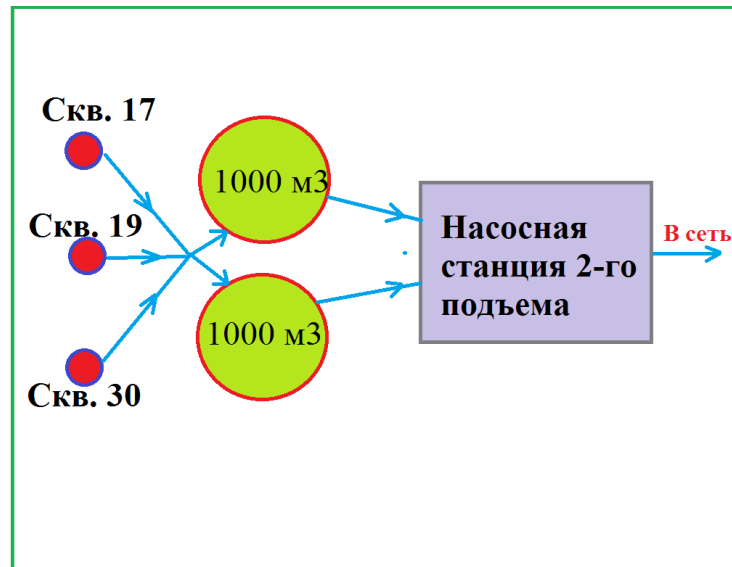 Скв. 17
1000 м3
Скв. 19
Насосная
станция 2-го
подъема
В сеть
1000 м3
Скв. 30